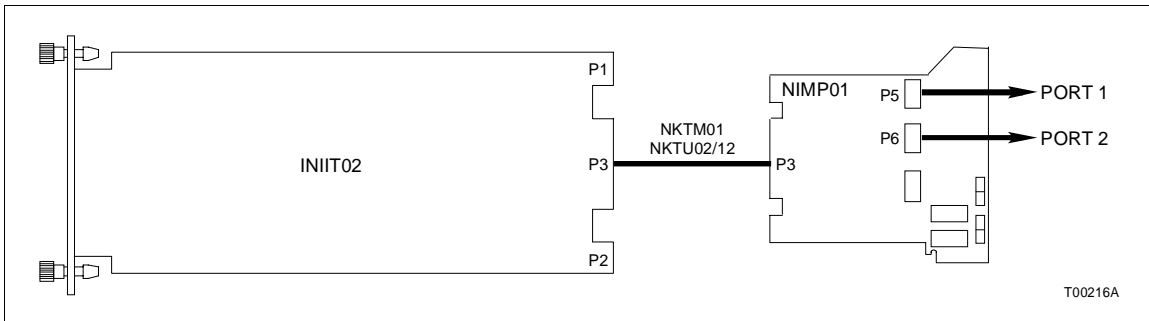 P1
NIMP01
P5
PORT 1
NKTM01
P6
PORT 2
NKTU02/12
INIIT02
P3
P3
P2
T00216A